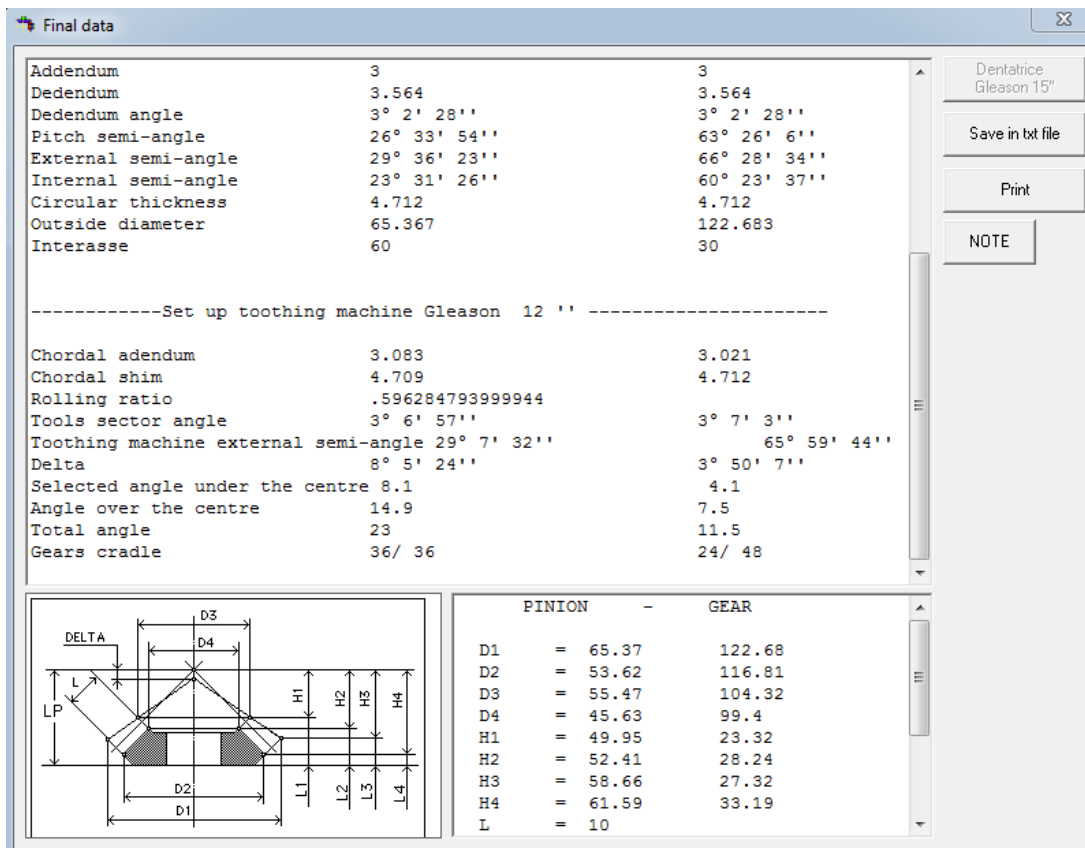 Final data
Addendum 3 3
Dedendum 3.564 3.564
Dedendum angle 3° 2' 28'' 3° 2' 28''
Pitch semi-angle 26° 33' 54'' 63° 26' 6''
External semi-angle 29° 36' 23'' 66° 28' 34''
Internal semi-angle 23° 31' 26'' 60° 23' 37''
Circular thickness 4.712 4.712
Outside diameter 65.367 122.683
Interasse 60 30
------------Set up toothing machine Gleason 12 '' ----------------------
Chordal adendum 3.083 3.021
Chordal shim 4.709 4.712
Rolling ratio .596284793999944
Tools sector angle 3° 6' 57'' 3° 7' 3''
Toothing machine external semi-angle 29° 7' 32'' 65° 59' 44''
Delta 8° 5' 24'' 3° 50' 7''
Selected angle under the centre 8.1 4.1
Angle over the centre 14.9 7.5
Total angle 23 11.5
Gears cradle 36/ 36 24/ 48
Dentatrice
Gleason 15"
Save in txt file
Print
NOTE
D3
DELTA
D4
L
LP
H1
H2
H3
H4
L1
L2
L3
L4
D2
D1
PINION - GEAR
D1 = 65.37 122.68
D2 = 53.62 116.81
D3 = 55.47 104.32
D4 = 45.63 99.4
H1 = 49.95 23.32
H2 = 52.41 28.24
H3 = 58.66 27.32
H4 = 61.59 33.19
L = 10